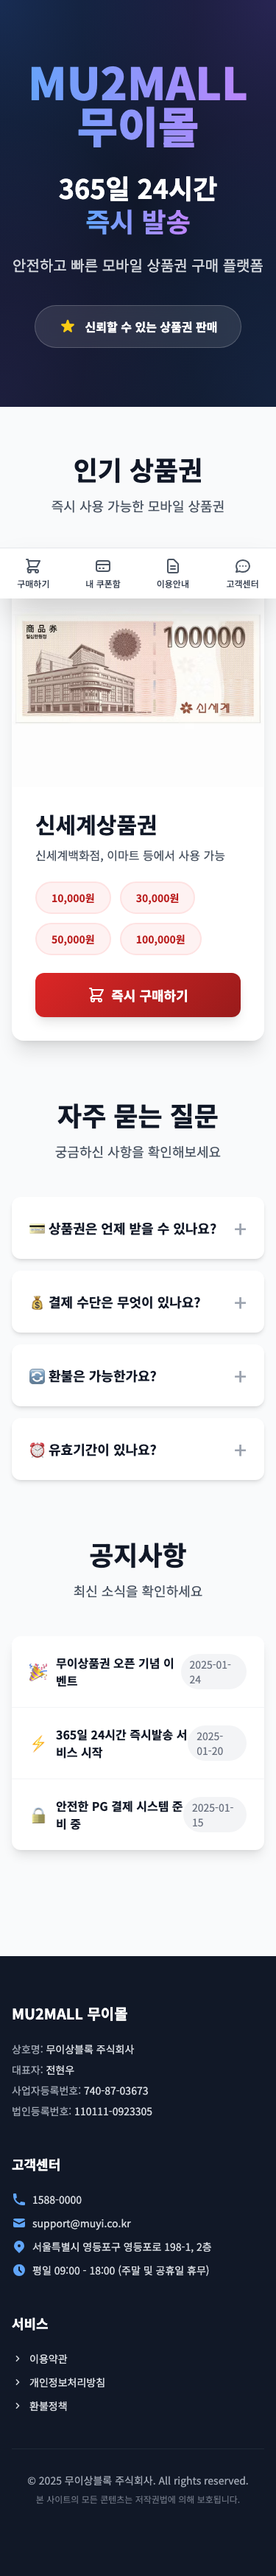 MU2MALL
무이몰
365일 24시간
즉시 발송
안전하고 빠른 모바일 상품권 구매 플랫폼
신뢰할 수 있는 상품권 판매
인기 상품권
즉시 사용 가능한 모바일 상품권
구매하기
내 쿠폰함
이용안내
고객센터
商品券
100000
신세계
신세계상품권
신세계백화점, 이마트 등에서 사용 가능
10,000원
30,000원
50,000원
100,000원
즉시 구매하기
자주 묻는 질문
궁금하신 사항을 확인해보세요
💳 상품권은 언제 받을 수 있나요? +
💰 결제 수단은 무엇이 있나요? +
🔄 환불은 가능한가요? +
⏰ 유효기간이 있나요? +
공지사항
최신 소식을 확인하세요
무이상품권 오픈 기념 이
벤트
2025-01-
24
365일 24시간 즉시발송 서
비스 시작
2025-
01-20
안전한 PG 결제 시스템 준
비 중
2025-01-
15
MU2MALL 무이몰
상호명: 무이상블록 주식회사
대표자: 전현우
사업자등록번호: 740-87-03673
법인등록번호: 110111-0923305
고객센터
1588-0000
support@muyi.co.kr
서울특별시 영등포구 영등포로 198-1, 2층
평일 09:00 - 18:00 (주말 및 공휴일 휴무)
서비스
이용약관
개인정보처리방침
환불정책
© 2025 무이상블록 주식회사. All rights reserved.
본 사이트의 모든 콘텐츠는 저작권법에 의해 보호됩니다.